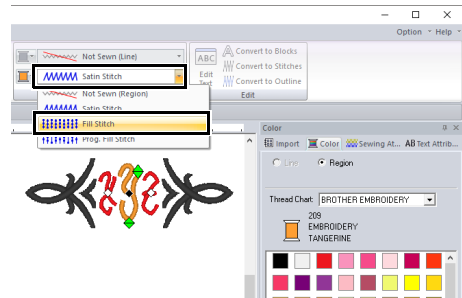 Option Help
Not Sewn (Line)
Satin Stitch
Not Sewn (Region)
Satin Stitch
Fill Stitch
Prog. Fill Stitch
ABC
Edit
Text
Convert to Blocks
Convert to Stitches
Convert to Outline
Edit
Color
Import Color Sewing At... AB Text Attrib...
Line Region
Thread Chart: BROTHER EMBROIDERY
209
EMBROIDERY
TANGERINE